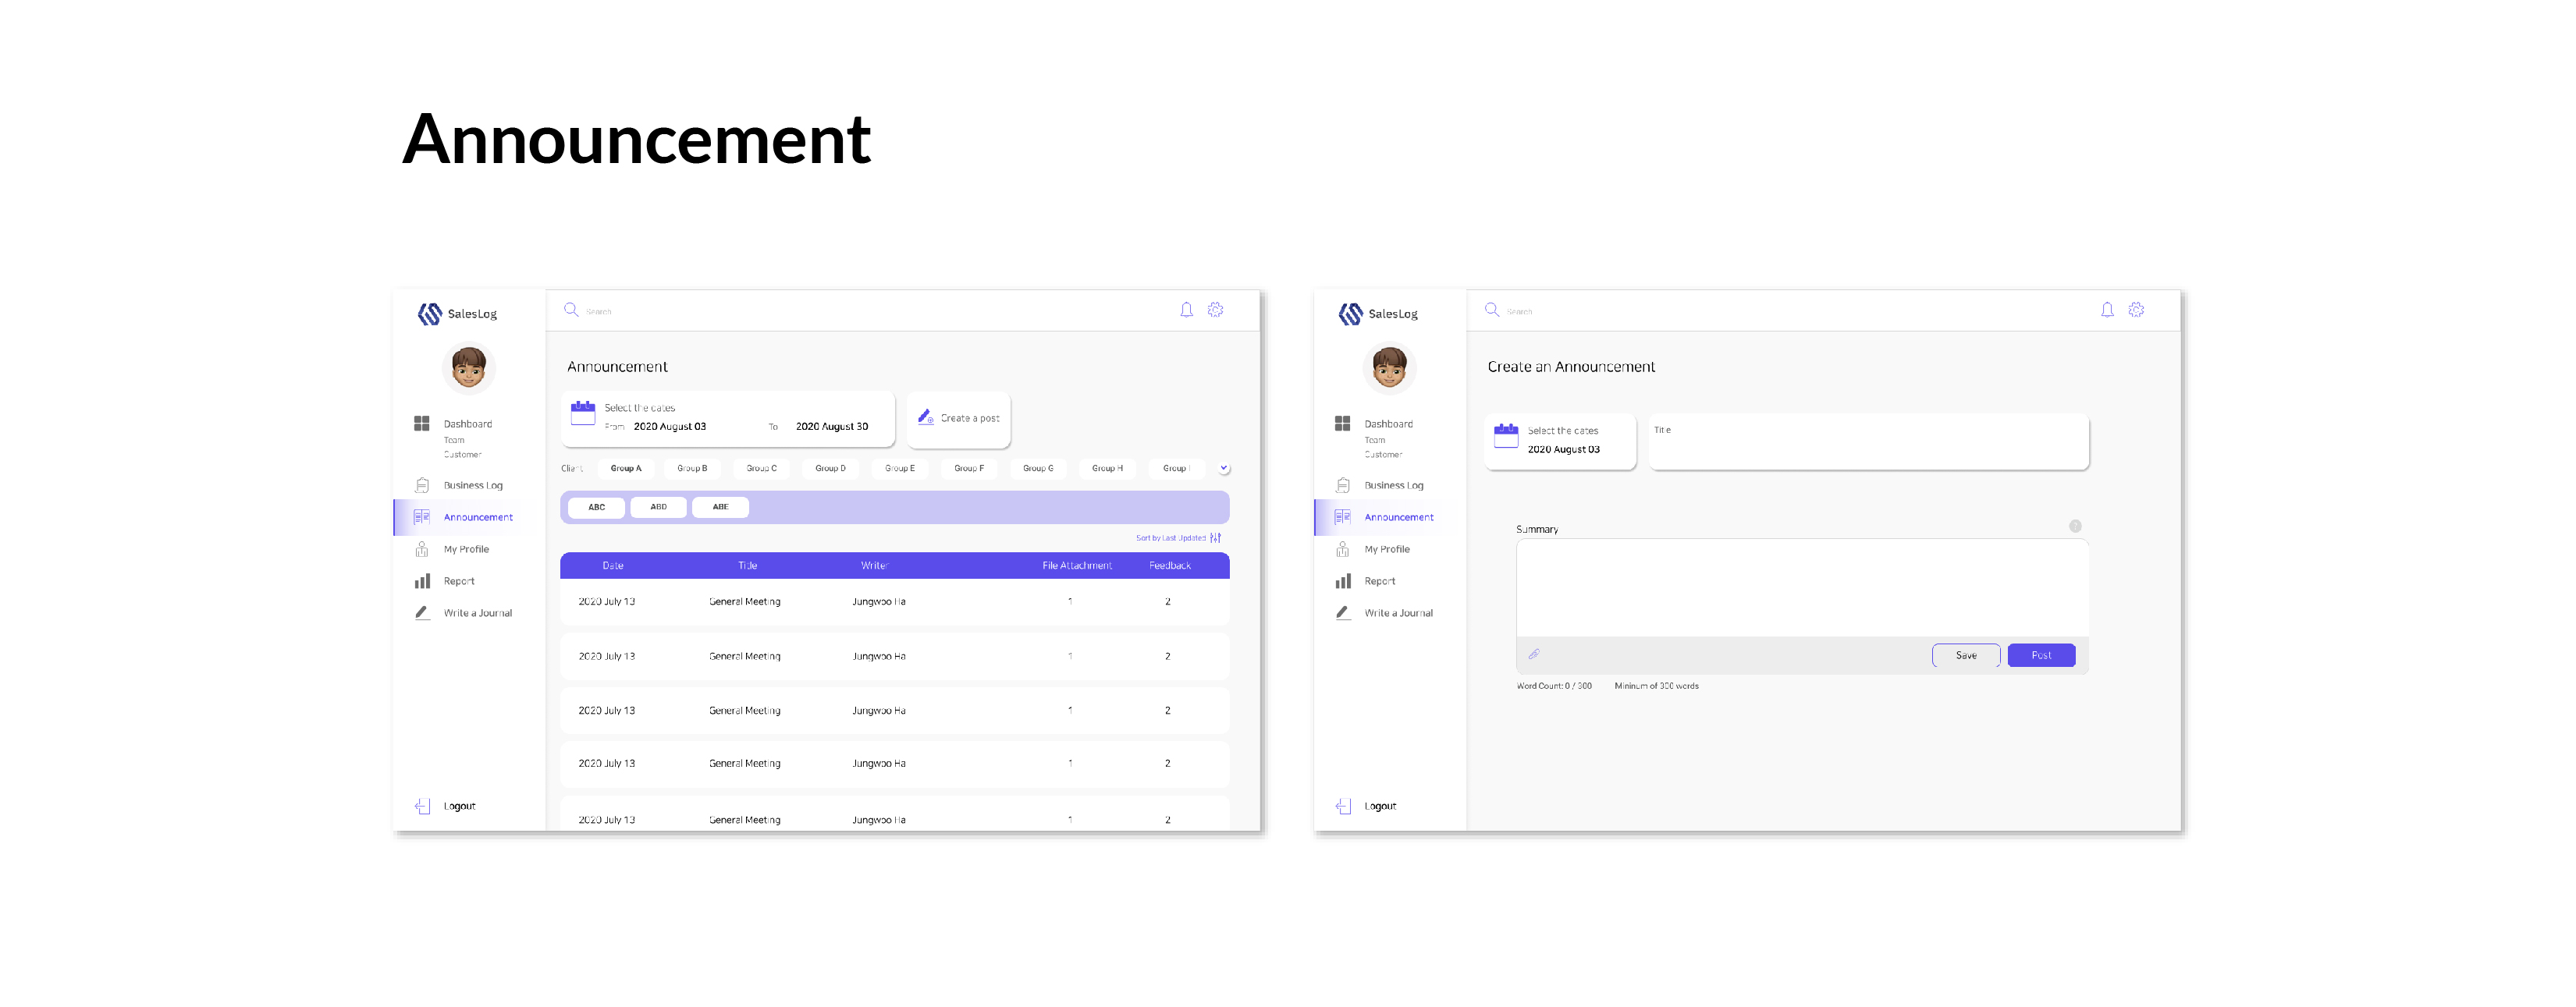 Announcement
SalesLog
Search
Dashboard
Team
Customer
Business Log
Announcement
My Profile
Report
Write a Journal
Logout
Announcement
Select the dates
From 2020 August 03 To 2020 August 30
Create a post
Client Group A Group B Group C Group D Group E Group F Group G Group H Group I
ABC ABD ABE
Sort by Last Updated
Date Title Writer File Attachment Feedback
2020 July 13 General Meeting Jungwoo Ha 1 2
2020 July 13 General Meeting Jungwoo Ha 1 2
2020 July 13 General Meeting Jungwoo Ha 1 2
2020 July 13 General Meeting Jungwoo Ha 1 2
2020 July 13 General Meeting Jungwoo Ha 1 2
SalesLog
Search
Dashboard
Team
Customer
Business Log
Announcement
My Profile
Report
Write a Journal
Logout
Create an Announcement
Select the dates
2020 August 03
Title
Summary
?
Save Post
Word Count: 0 / 300 Mininum of 300 words